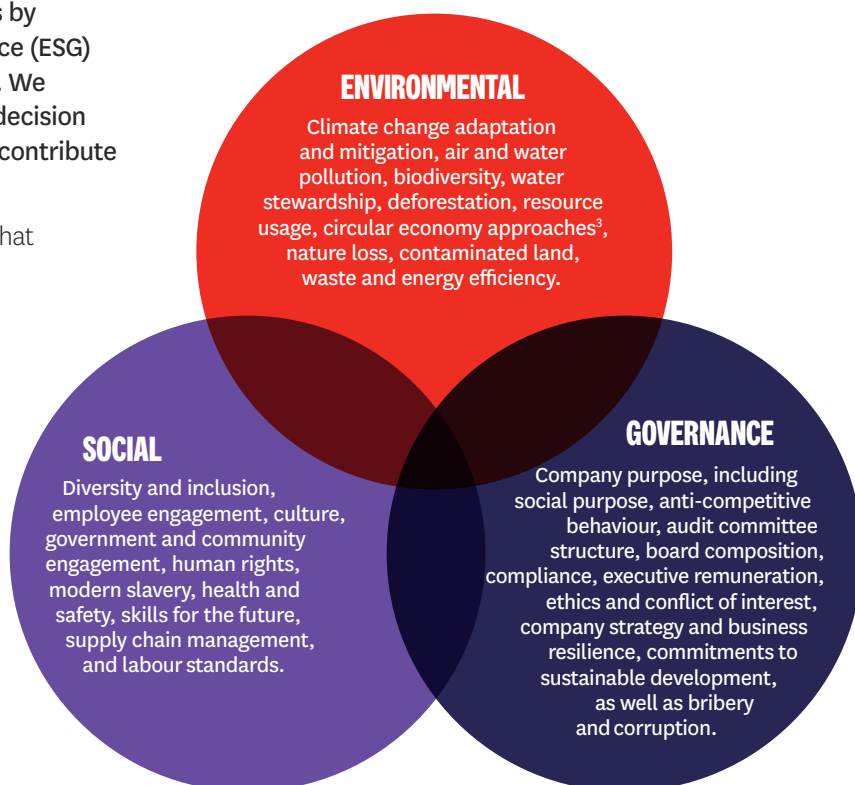 s by
ce (ESG)
. We
decision
contribute
hat
ENVIRONMENTAL
Climate change adaptation
and mitigation, air and water
pollution, biodiversity, water
stewardship, deforestation, resource
usage, circular economy approaches³,
nature loss, contaminated land,
waste and energy efficiency.
SOCIAL
Diversity and inclusion,
employee engagement, culture,
government and community
engagement, human rights,
modern slavery, health and
safety, skills for the future,
supply chain management,
and labour standards.
GOVERNANCE
Company purpose, including
social purpose, anti-competitive
behaviour, audit committee
structure, board composition,
compliance, executive remuneration,
ethics and conflict of interest,
company strategy and business
resilience, commitments to
sustainable development,
as well as bribery
and corruption.